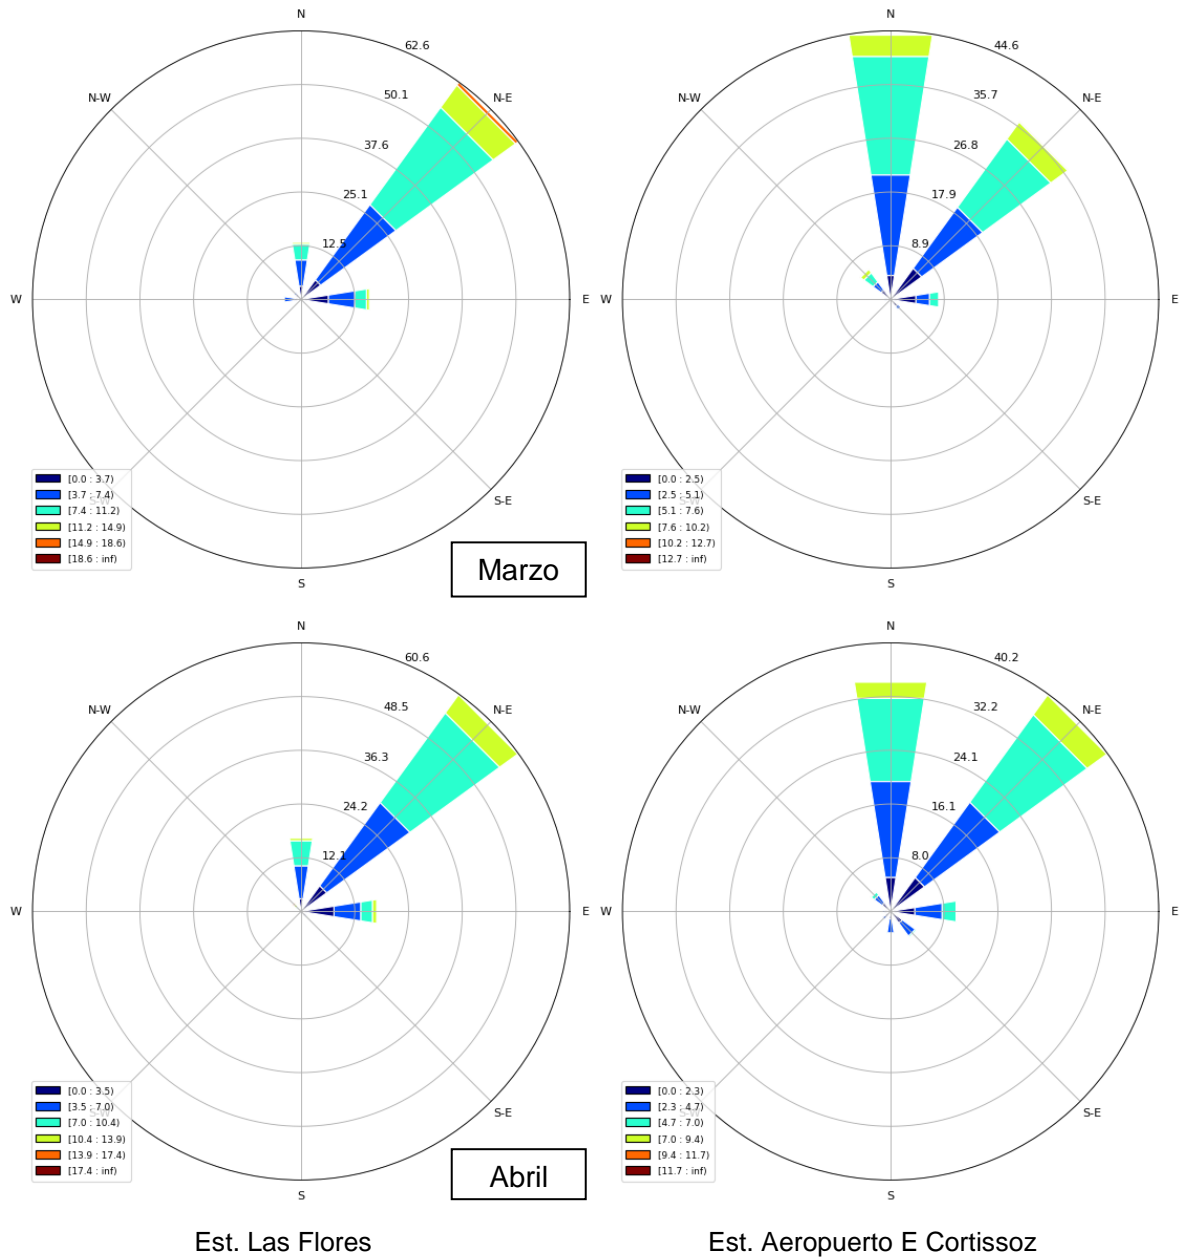 N
62.6
N-W
50.1
N-E
37.6
25.1
12.5
W
E
[0.0 : 3.7)
[3.7 : 7.4)
S-W
[7.4 : 11.2)
[11.2 : 14.9)
[14.9 : 18.6)
[18.6 : inf)
S-E
S
N
44.6
N-W
35.7
N-E
26.8
17.9
8.9
W
E
[0.0 : 2.5)
[2.5 : 5.1)
S-W
[5.1 : 7.6)
[7.6 : 10.2)
[10.2 : 12.7)
[12.7 : inf)
S-E
S
Marzo
N
60.6
N-W
48.5
N-E
36.3
24.2
12.1
W
E
[0.0 : 3.5)
[3.5 : 7.0)
S-W
[7.0 : 10.4)
[10.4 : 13.9)
[13.9 : 17.4)
[17.4 : inf)
S-E
S
N
40.2
N-W
32.2
N-E
24.1
16.1
8.0
W
E
[0.0 : 2.3)
[2.3 : 4.7)
S-W
[4.7 : 7.0)
[7.0 : 9.4)
[9.4 : 11.7)
[11.7 : inf)
S-E
S
Abril
Est. Las Flores
Est. Aeropuerto E Cortissoz